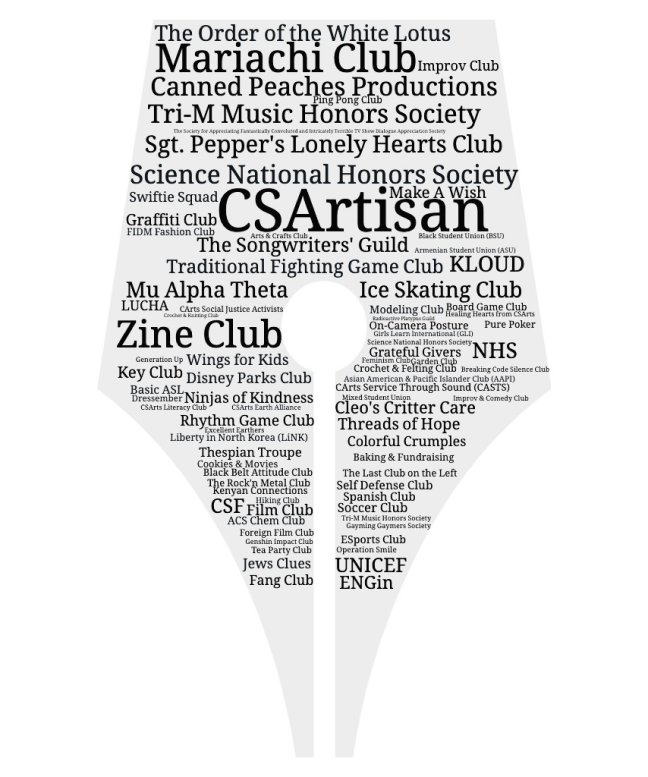 The Order of the White Lotus
Mariachi Club
Improv Club
Canned Peaches Productions
Ping Pong Club
Tri-M Music Honors Society
The Society for Appreciating Fantastically Convoluted and Intricately Terrible TV Show Dialogue Appreciation Society
Sgt. Pepper's Lonely Hearts Club
Science National Honors Society
Swiftie Squad
Make A Wish
CSArtisan
Graffiti Club
FIDM Fashion Club
Arts & Crafts Club
Black Student Union (BSU)
The Songwriters' Guild
Armenian Student Union (ASU)
Traditional Fighting Game Club
KLOUD
Mu Alpha Theta
Ice Skating Club
LUCHA
CArts Social Justice Activists
Crochet & Knitting Club
Modeling Club
Board Game Club
Healing Hearts from CSArts
Radioactive Platypus Guild
On-Camera Posture
Pure Poker
Zine Club
Girls Learn International (GLI)
Science National Honors Society
Grateful Givers
NHS
Generation Up
Wings for Kids
Feminism Club
Garden Club
Key Club
Crochet & Felting Club
Breaking Code Silence Club
Disney Parks Club
Asian American & Pacific Islander Club (AAPI)
Basic ASL
CArts Service Through Sound (CASTS)
Dressember
Ninjas of Kindness
Mixed Student Union
Improv & Comedy Club
CSArts Literacy Club
CSArts Earth Alliance
Cleo's Critter Care
Rhythm Game Club
Threads of Hope
Excellent Earthers
Liberty in North Korea (LiNK)
Colorful Crumples
Thespian Troupe
Baking & Fundraising
Cookies & Movies
Black Belt Attitude Club
The Last Club on the Left
The Rock'n Metal Club
Self Defense Club
Kenyan Connections
Spanish Club
Hiking Club
CSF
Film Club
Soccer Club
ACS Chem Club
Tri-M Music Honors Society
Gayming Gaymers Society
Foreign Film Club
Genshin Impact Club
ESports Club
Tea Party Club
Operation Smile
Jews Clues
UNICEF
Fang Club
ENGin